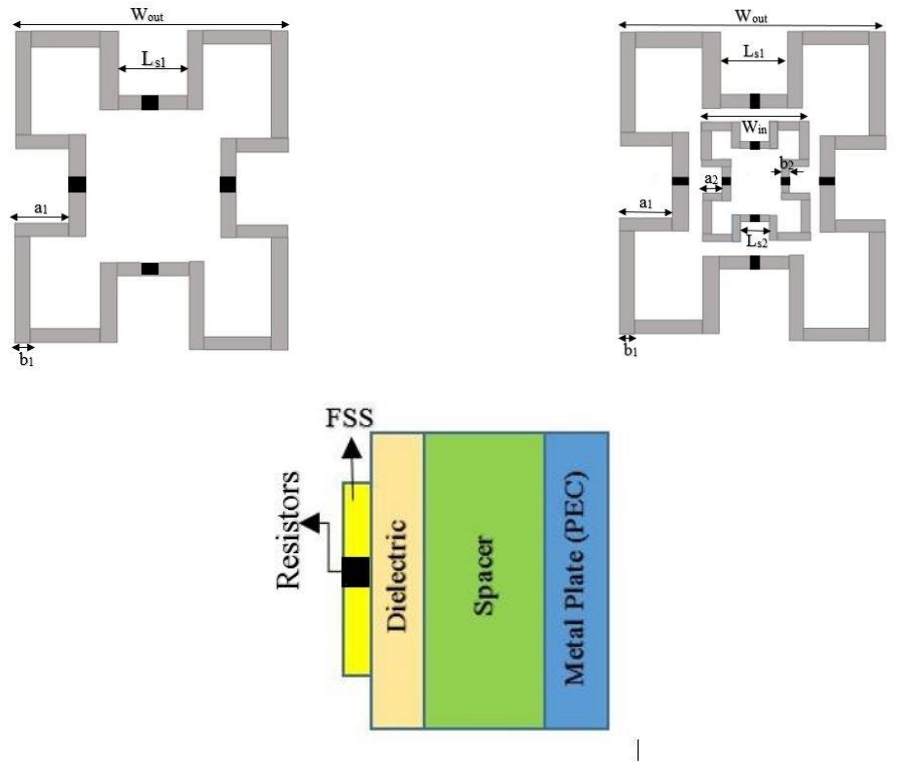 Wout
Ls1
a1
b1
Wout
Ls1
Win
b2
a2
a1
Ls2
b1
FSS
Resistors
Dielectric
Spacer
Metal Plate (PEC)